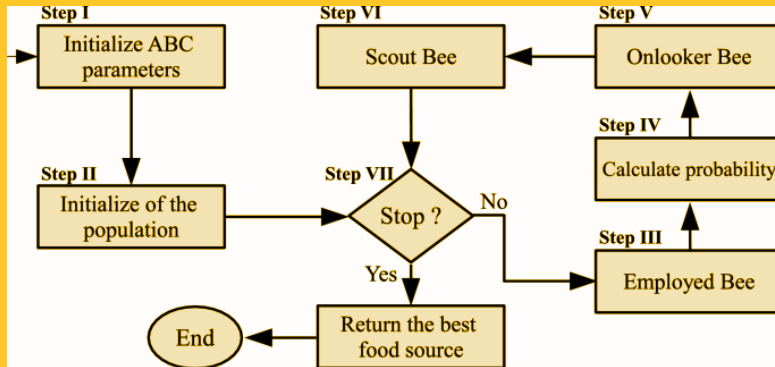 Step I
Initialize ABC
parameters
Step II
Initialize of the
population
Step VI
Scout Bee
Step VII
Stop ?
Yes
No
Return the best
food source
End
Step V
Onlooker Bee
Step IV
Calculate probability
Step III
Employed Bee